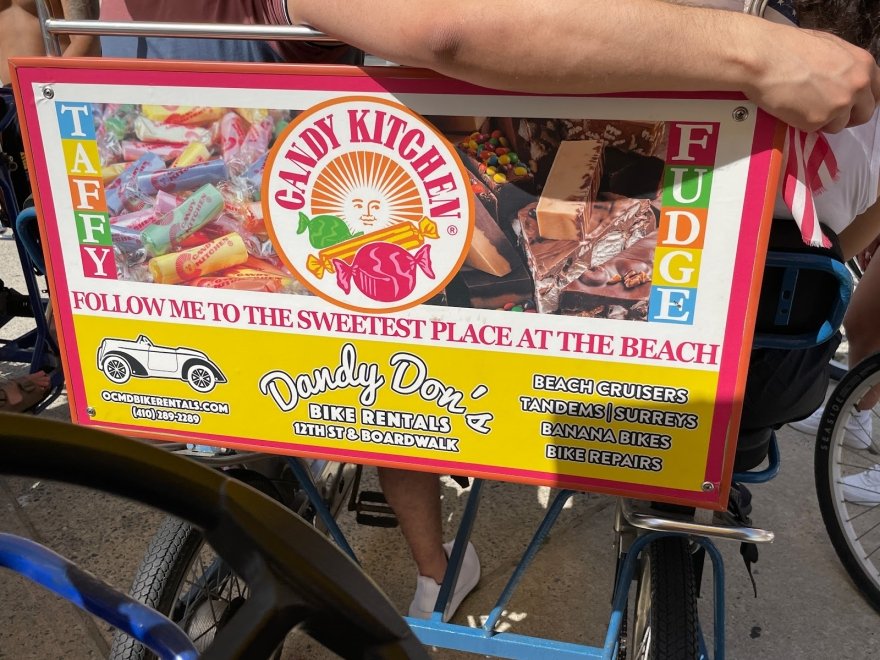 TAFFY
CANDY KITCHEN
®
FUDGE
FOLLOW ME TO THE SWEETEST PLACE AT THE BEACH
OCMDBIKERENTALS.COM
(410) 289-2289
Dandy Don's
BIKE RENTALS
12TH ST & BOARDWALK
BEACH CRUISERS
TANDEMS | SURREYS
BANANA BIKES
BIKE REPAIRS